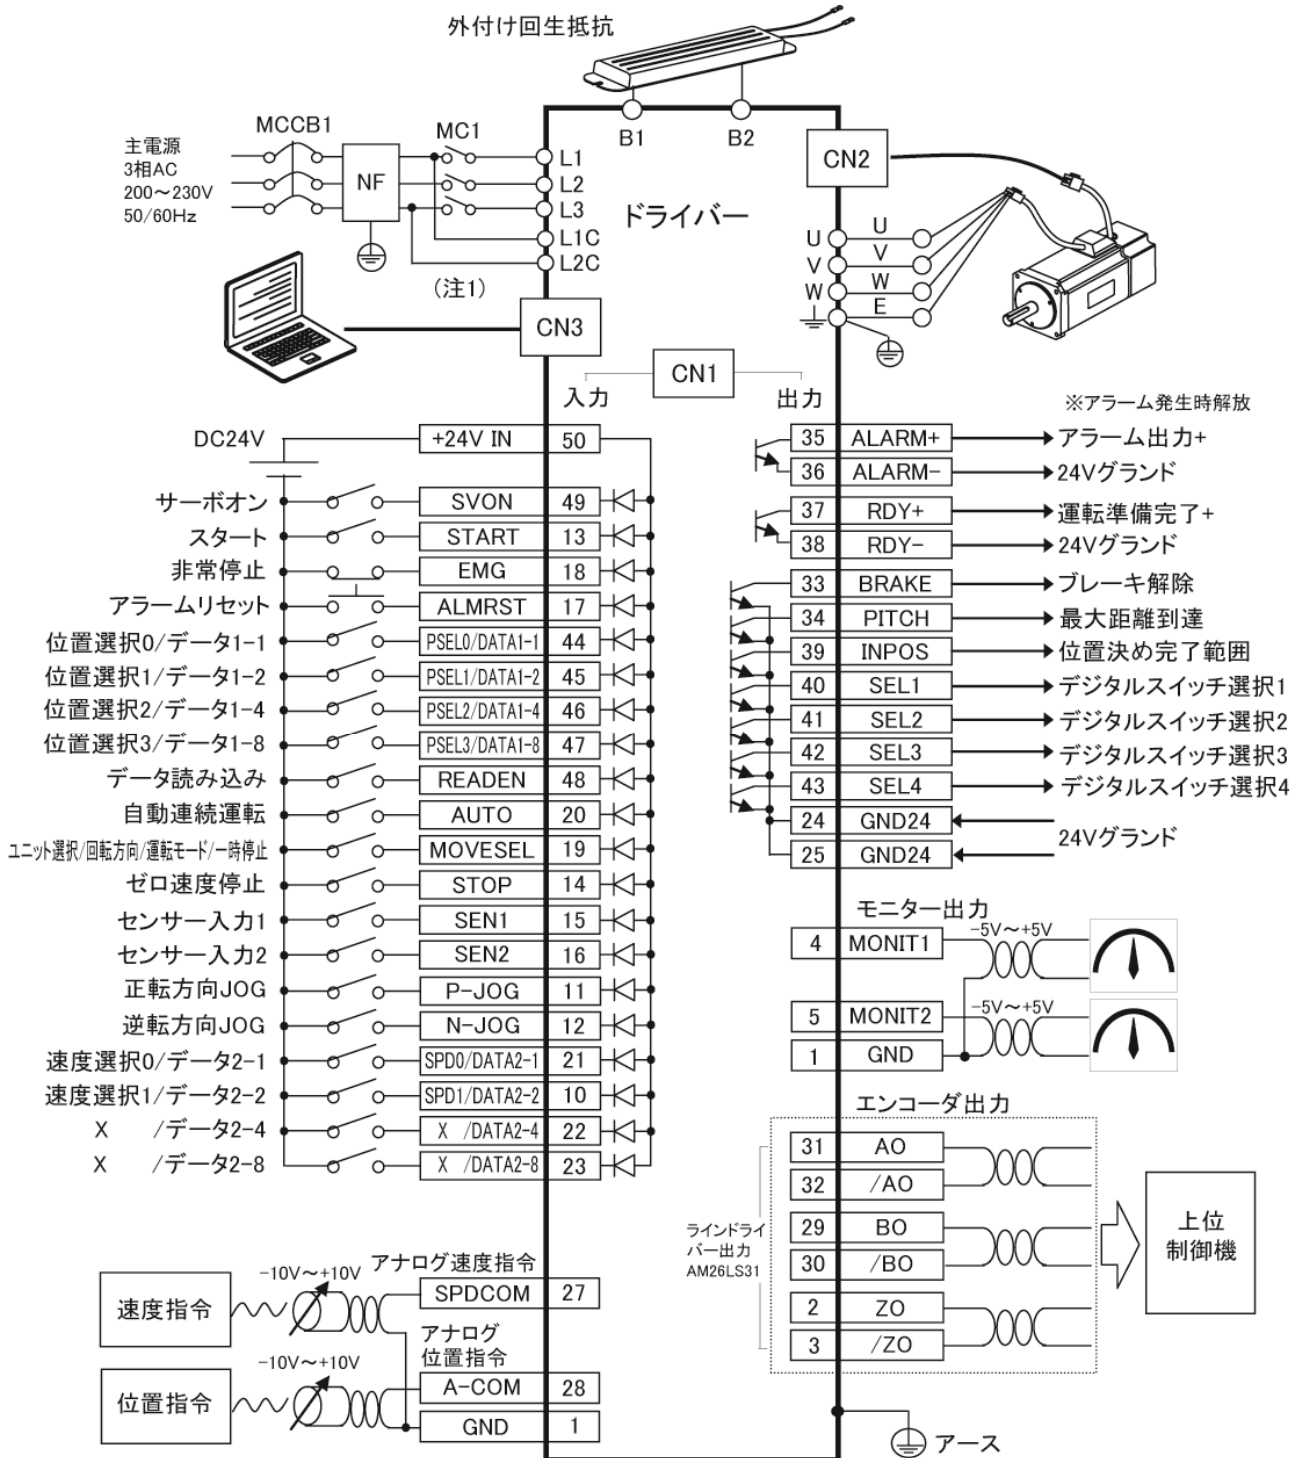 外付け回生抵抗
B1
B2
主電源
3相AC
200～230V
50/60Hz
MCCB1
NF
MC1
L1
L2
L3
L1C
L2C
(注1)
ドライバー
CN2
U
V
W
U
V
W
E
CN3
CN1
入力
出力
DC24V
+24V IN 50
サーボオン SVON 49
スタート START 13
非常停止 EMG 18
アラームリセット ALMRST 17
位置選択0/データ1-1 PSEL0/DATA1-1 44
位置選択1/データ1-2 PSEL1/DATA1-2 45
位置選択2/データ1-4 PSEL2/DATA1-4 46
位置選択3/データ1-8 PSEL3/DATA1-8 47
データ読み込み READEN 48
自動連続運転 AUTO 20
ユニット選択/回転方向/運転モード/一時停止 MOVESEL 19
ゼロ速度停止 STOP 14
センサー入力1 SEN1 15
センサー入力2 SEN2 16
正転方向JOG P-JOG 11
逆転方向JOG N-JOG 12
速度選択0/データ2-1 SPD0/DATA2-1 21
速度選択1/データ2-2 SPD1/DATA2-2 10
X /データ2-4 X /DATA2-4 22
X /データ2-8 X /DATA2-8 23
※アラーム発生時解放
35 ALARM+ アラーム出力+
36 ALARM- 24Vグランド
37 RDY+ 運転準備完了+
38 RDY- 24Vグランド
33 BRAKE ブレーキ解除
34 PITCH 最大距離到達
39 INPOS 位置決め完了範囲
40 SEL1 デジタルスイッチ選択1
41 SEL2 デジタルスイッチ選択2
42 SEL3 デジタルスイッチ選択3
43 SEL4 デジタルスイッチ選択4
24 GND24
24Vグランド
25 GND24
モニター出力
4 MONIT1 -5V～+5V
5 MONIT2 -5V～+5V
1 GND
エンコーダ出力
31 AO
32 /AO
29 BO
30 /BO
2 ZO
3 /ZO
ラインドライ
バー出力
AM26LS31
上位
制御機
アナログ速度指令
速度指令 -10V～+10V SPDCOM 27
アナログ
位置指令
位置指令 -10V～+10V A-COM 28
GND 1
アース